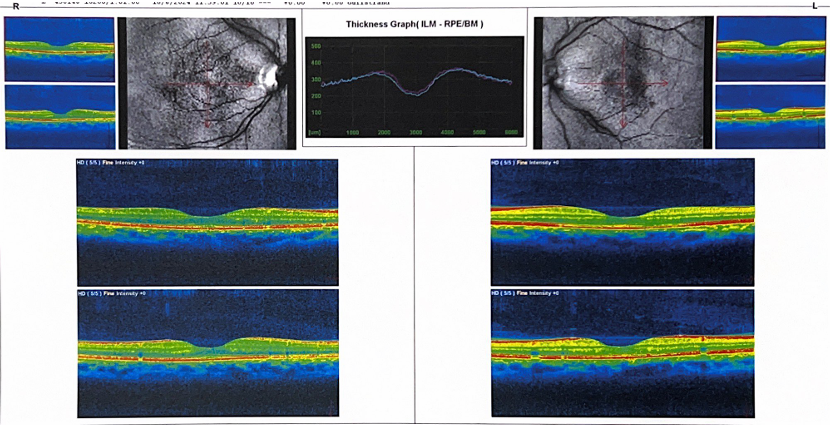 R
L
Thickness Graph( ILM - RPE/BM )
500
400
300
200
100
[um]
1000
2000
3000
4000
5000
6000
HD ( 5/5 ) Fine Intensity +0
HD ( 5/5 ) Fine Intensity +0
HD ( 5/5 ) Fine Intensity +0
HD ( 5/5 ) Fine Intensity +0